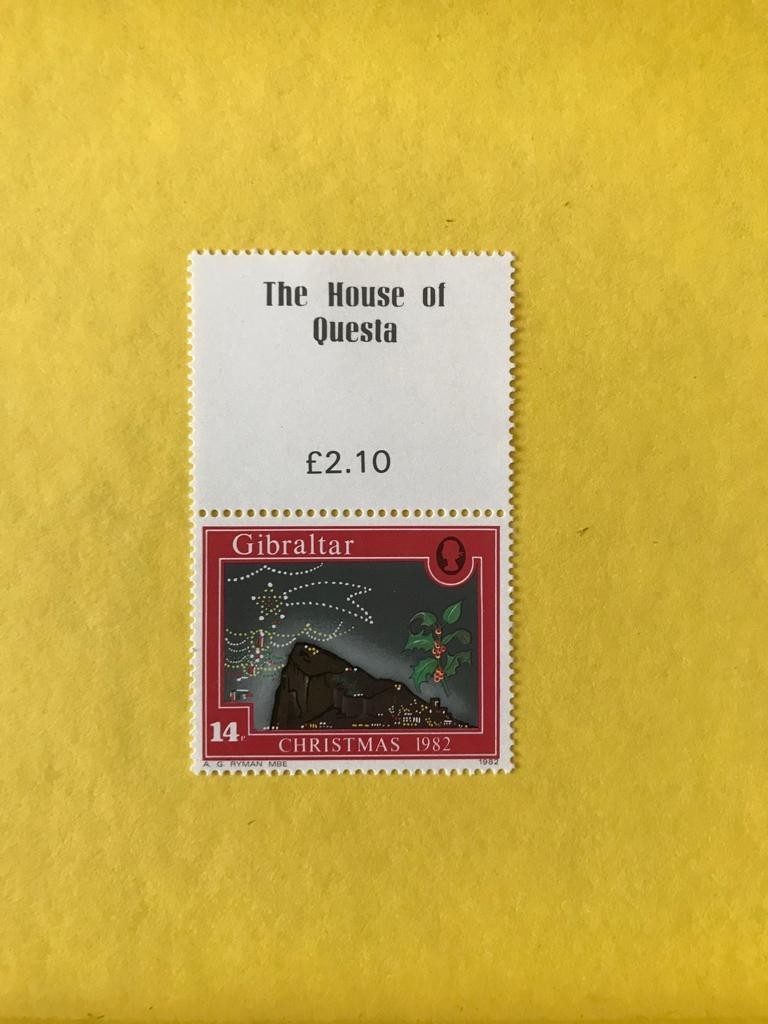 The House of
Questa
£2.10
Gibraltar
14P
CHRISTMAS 1982
A. G. RYMAN MBE 1982